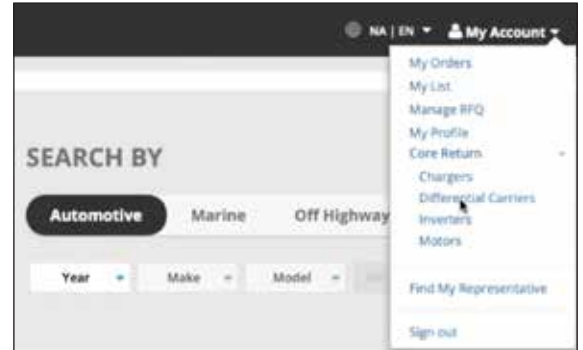 NA | EN My Account
My Orders
My List
Manage RFQ
My Profile
Core Return
Chargers
Differential Carriers
Inverters
Motors
Find My Representative
Sign out
SEARCH BY
Automotive Marine Off Highway
Year Make Model